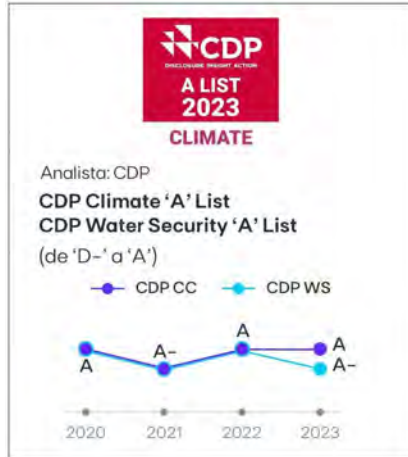 CDP
DISCLOSURE INSIGHT ACTION
A LIST
2023
CLIMATE
Analista: CDP
CDP Climate ‘A’ List
CDP Water Security ‘A’ List
(de ‘D-‘ a ‘A’)
CDP CC CDP WS
A A- A A
A-
2020 2021 2022 2023